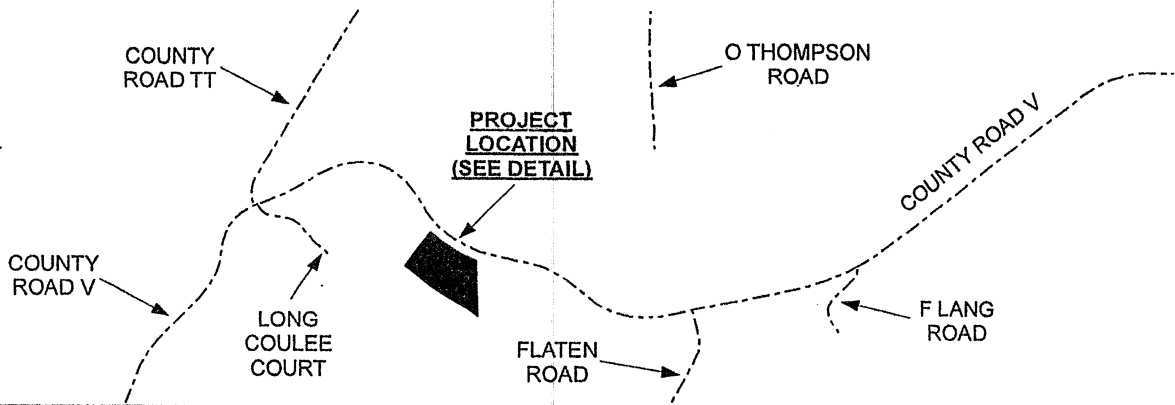 COUNTY
ROAD TT
O THOMPSON
ROAD
PROJECT
LOCATION
(SEE DETAIL)
COUNTY ROAD V
COUNTY
ROAD V
LONG
COULEE
COURT
FLATEN
ROAD
F LANG
ROAD